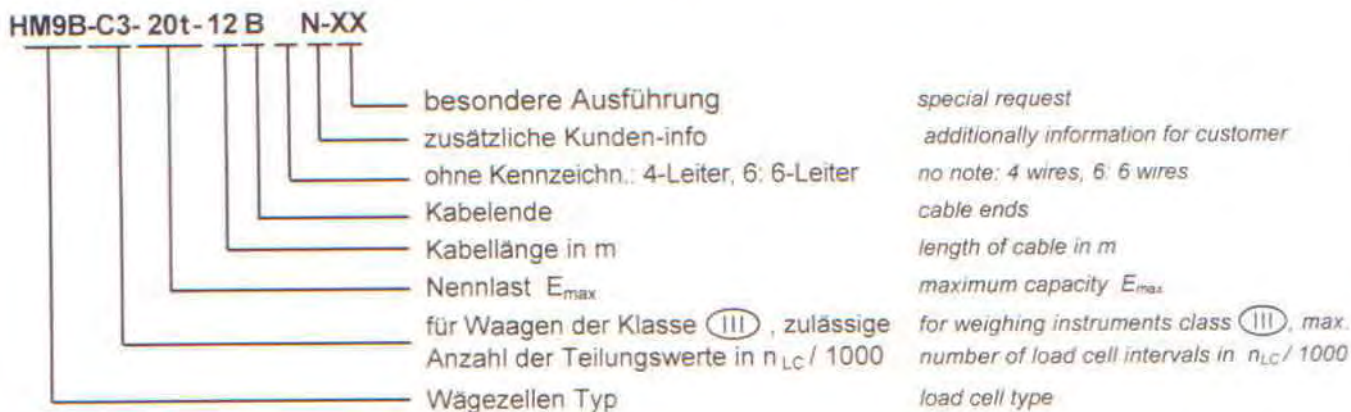 HM9B-C3- 20t- 12 B N-XX
besondere Ausführung special request
zusätzliche Kunden-info additionally information for customer
ohne Kennzeichn.: 4-Leiter, 6: 6-Leiter no note: 4 wires, 6: 6 wires
Kabelende cable ends
Kabellänge in m length of cable in m
Nennlast Emax maximum capacity Emax
für Waagen der Klasse III , zulässige for weighing instruments class III, max.
Anzahl der Teilungswerte in n LC / 1000 number of load cell intervals in nLC / 1000
Wägezellen Typ load cell type